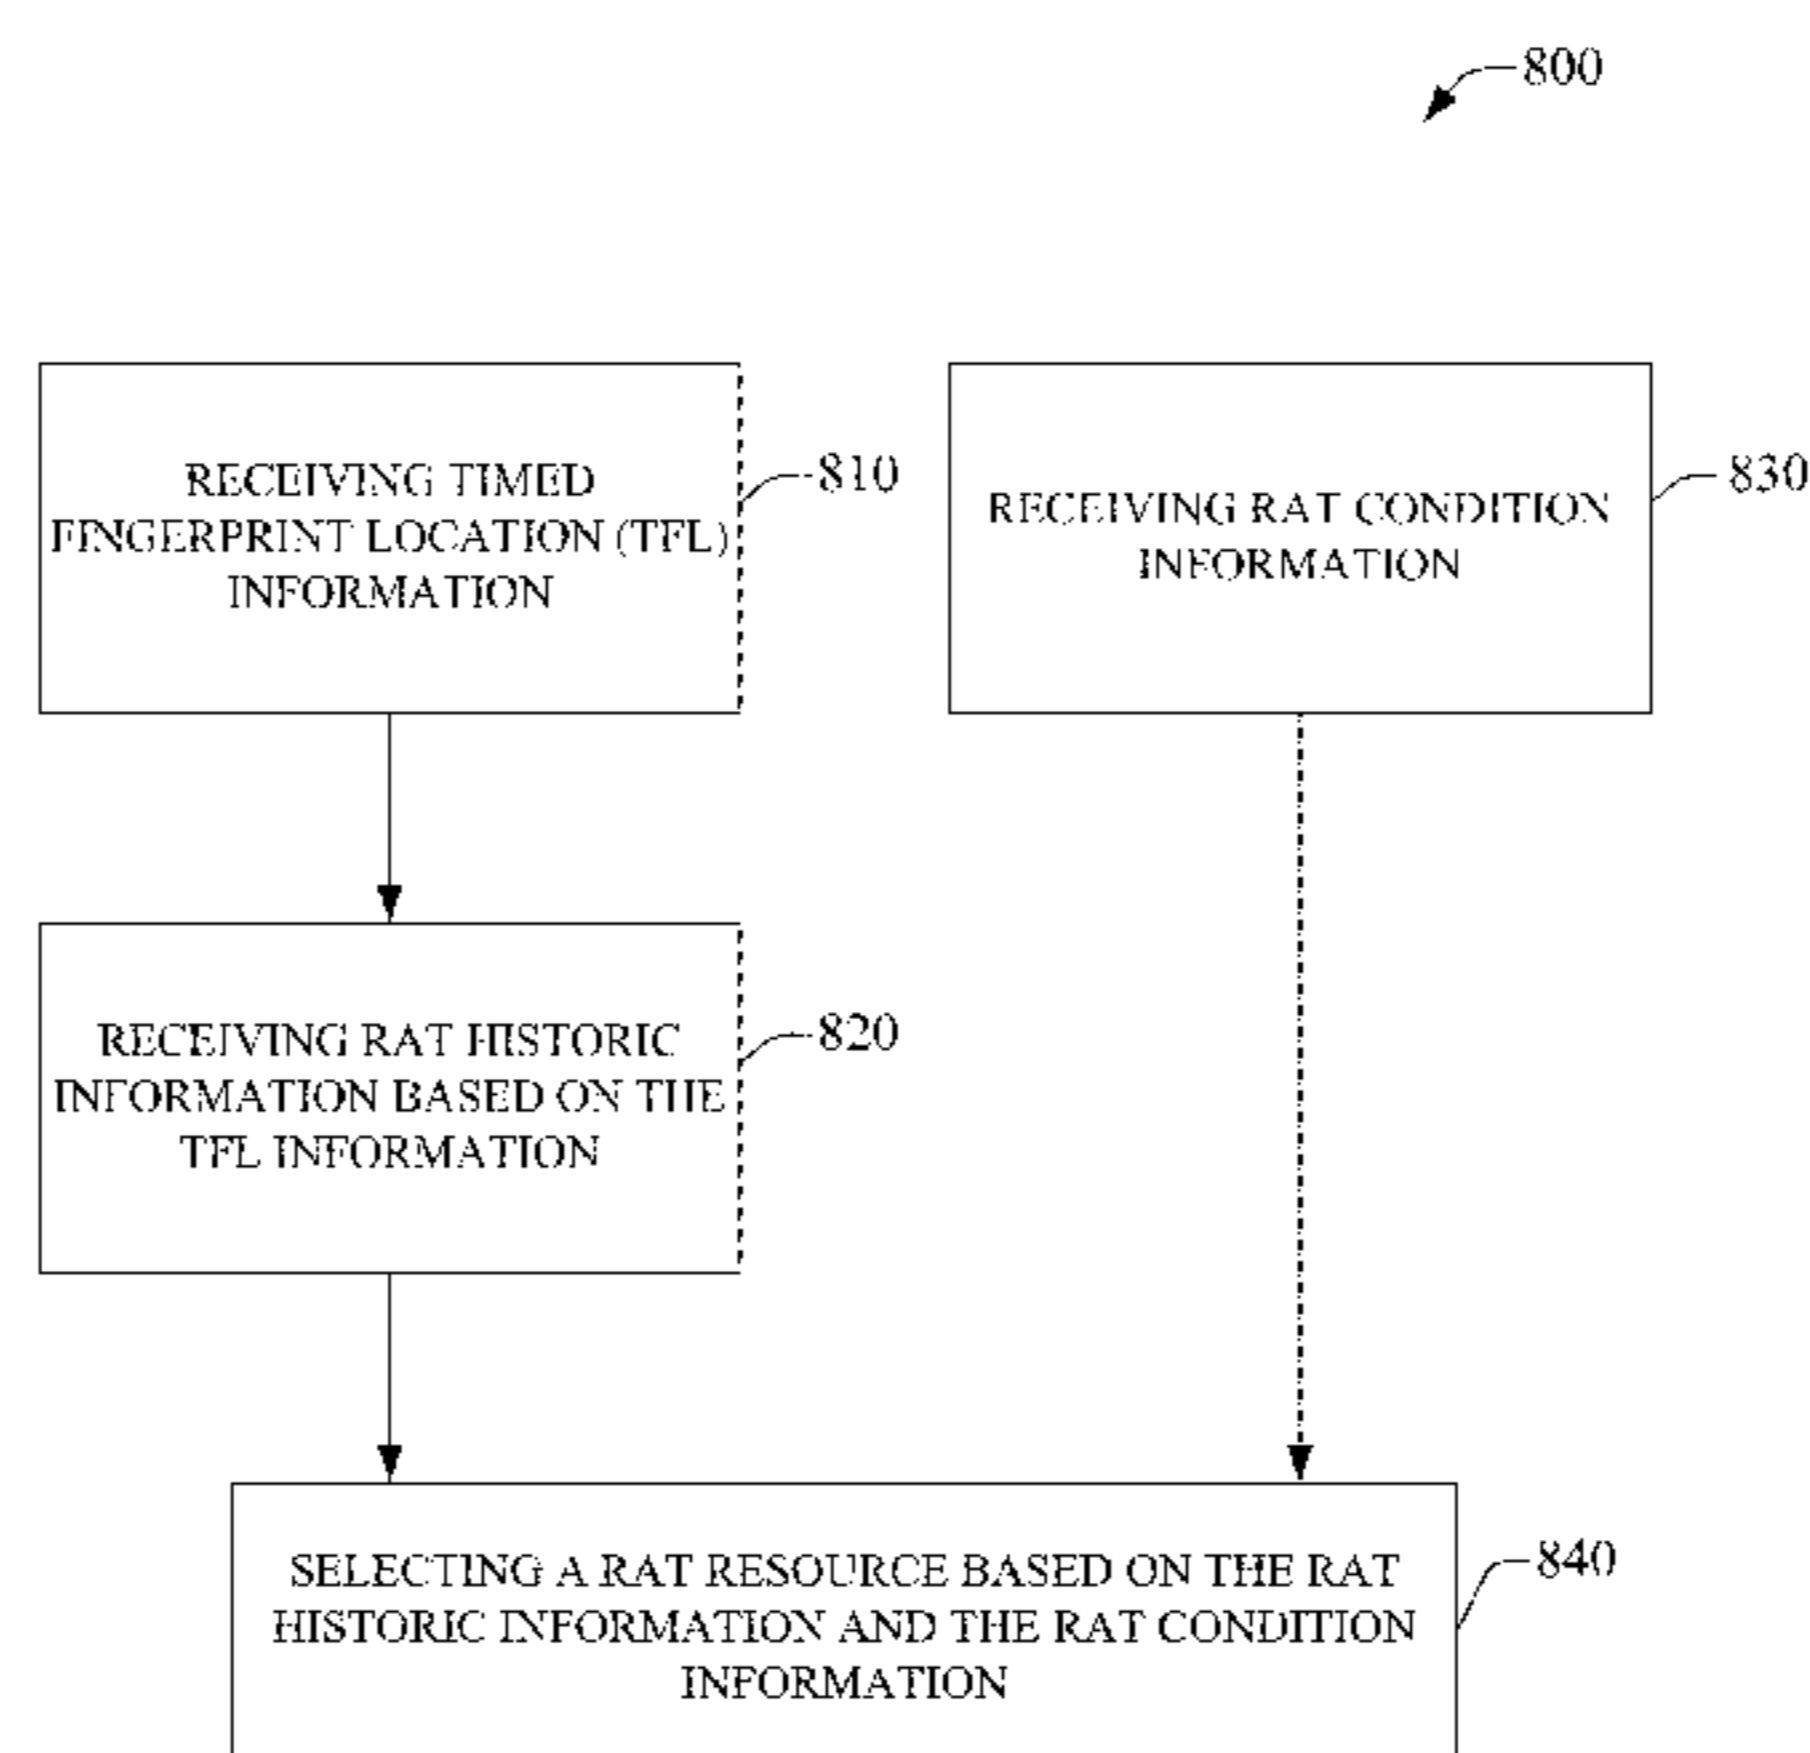 800
RECEIVING TIMED
FINGERPRINT LOCATION (TFL)
INFORMATION
810
RECEIVING RAT CONDITION
INFORMATION
830
RECEIVING RAT HISTORIC
INFORMATION BASED ON THE
TFL INFORMATION
820
SELECTING A RAT RESOURCE BASED ON THE RAT
HISTORIC INFORMATION AND THE RAT CONDITION
INFORMATION
840